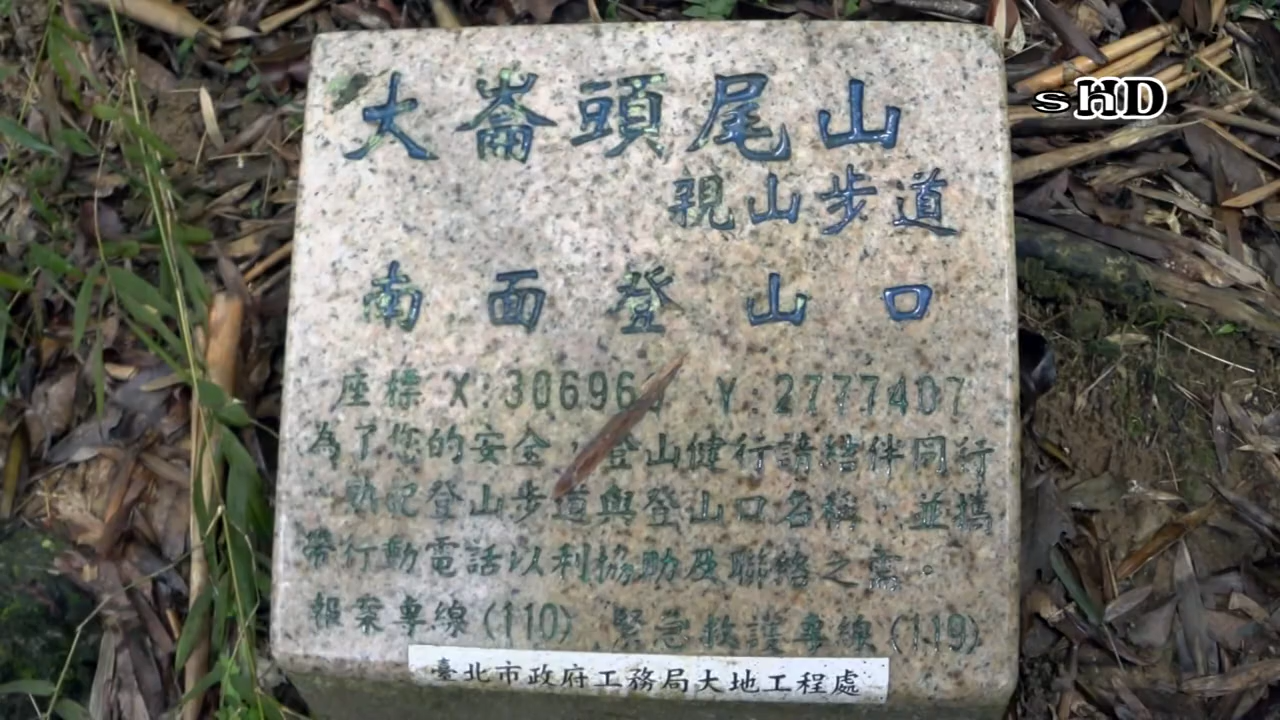 大崙頭尾山
親山步道
南面登山口
座標 X:30696 Y:2777407
為了您的安全，登山健行請結伴同行
熟記登山步道與登山口名稱，並攜
帶行動電話以利協助及聯絡之需。
報案專線(110) 緊急救護專線(119)
臺北市政府工務局大地工程處
sHD